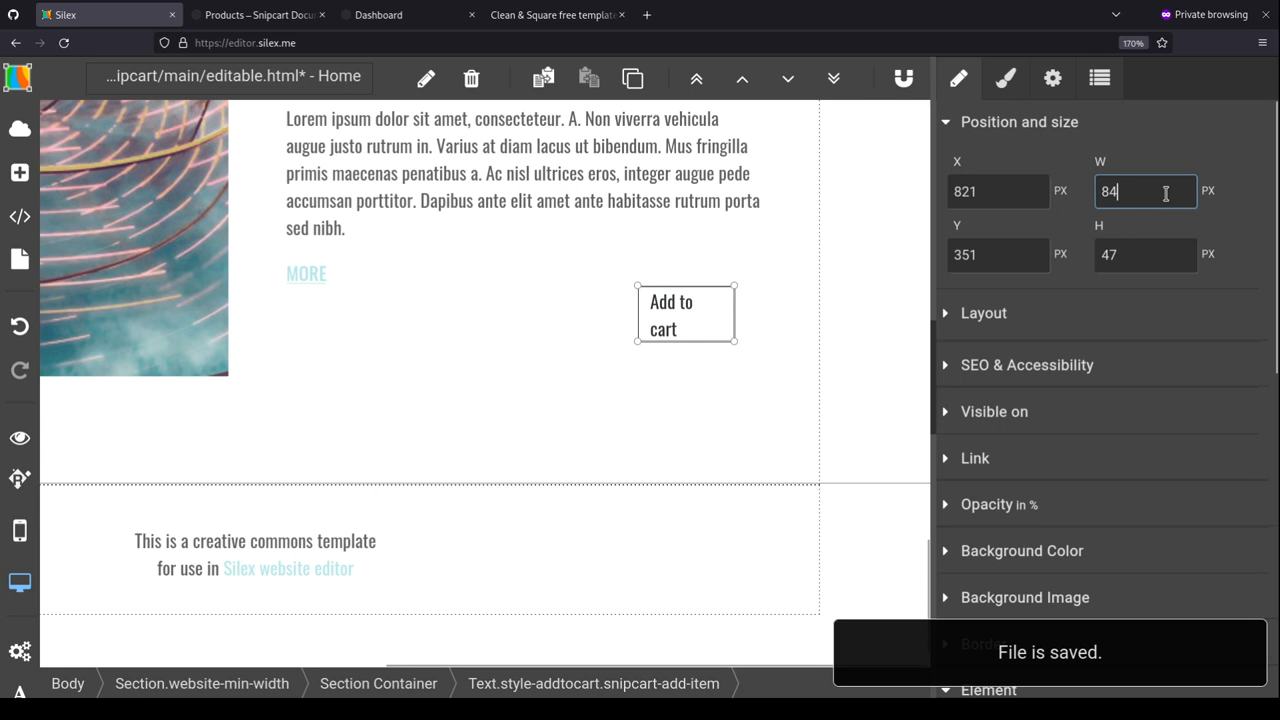 Silex
Products – Snipcart Docu
Dashboard
Clean & Square free template
Private browsing
https://editor.silex.me
170%
...ipcart/main/editable.html* - Home
Lorem ipsum dolor sit amet, consecteteur. A. Non viverra vehicula
augue justo rutrum in. Varius at diam lacus ut bibendum. Mus fringilla
primis maecenas penatibus a. Ac nisl ultrices eros, integer augue pede
accumsan porttitor. Dapibus ante elit amet ante habitasse rutrum porta
sed nibh.
MORE
Add to
cart
This is a creative commons template
for use in Silex website editor
Body
Section.website-min-width
Section Container
Text.style-addtocart.snipcart-add-item
Position and size
X
W
821
PX
84
PX
Y
H
351
PX
47
PX
Layout
SEO & Accessibility
Visible on
Link
Opacity in %
Background Color
Background Image
Border
File is saved.
Element